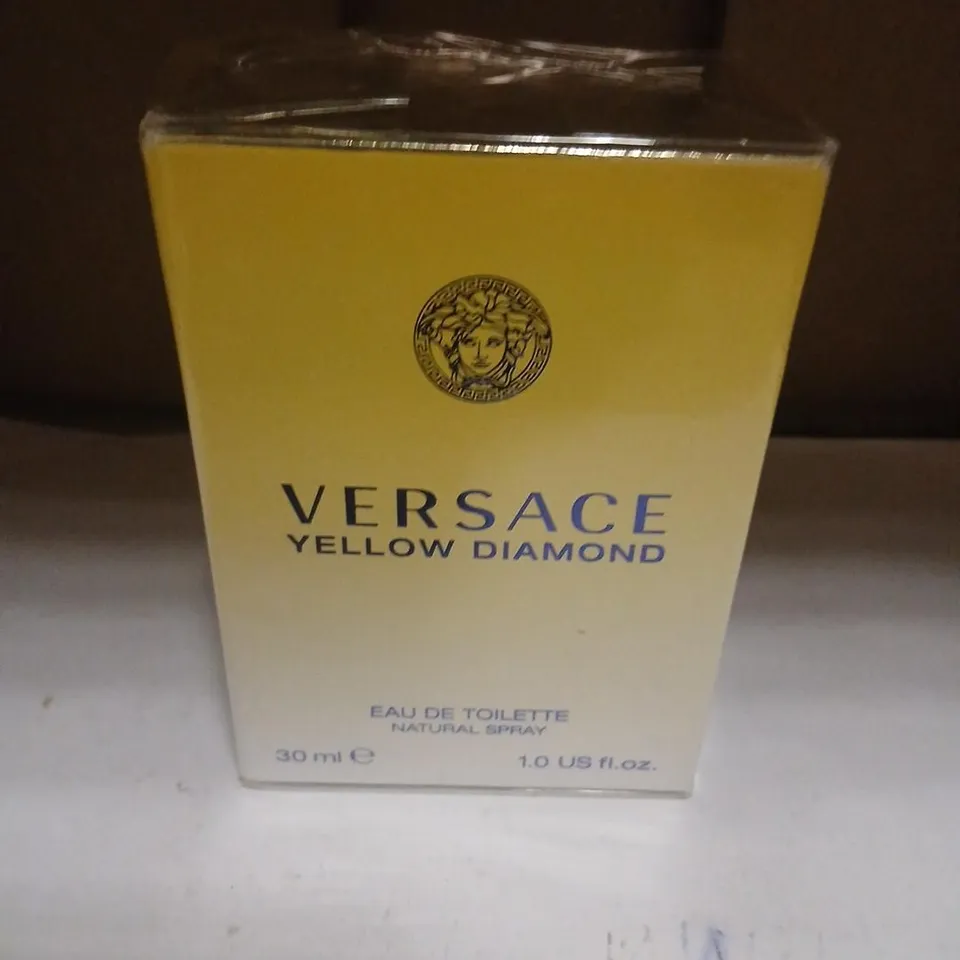 VERSACE
YELLOW DIAMOND
EAU DE TOILETTE
NATURAL SPRAY
30 ml ℮ 1.0 US fl.oz.